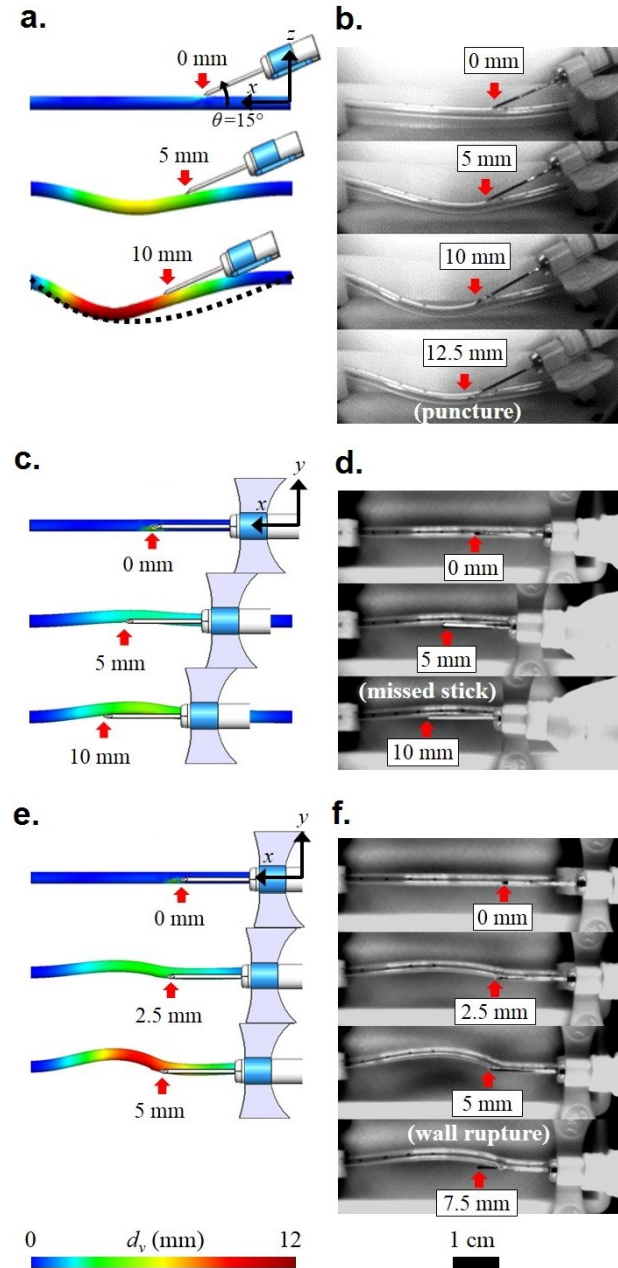 a.
0 mm
z
x
θ=15°
5 mm
10 mm
b.
0 mm
5 mm
10 mm
12.5 mm
(puncture)
c.
y
x
0 mm
5 mm
10 mm
d.
0 mm
5 mm
(missed stick)
10 mm
e.
y
x
0 mm
2.5 mm
5 mm
f.
0 mm
2.5 mm
5 mm
(wall rupture)
7.5 mm
0 dv (mm) 12
1 cm